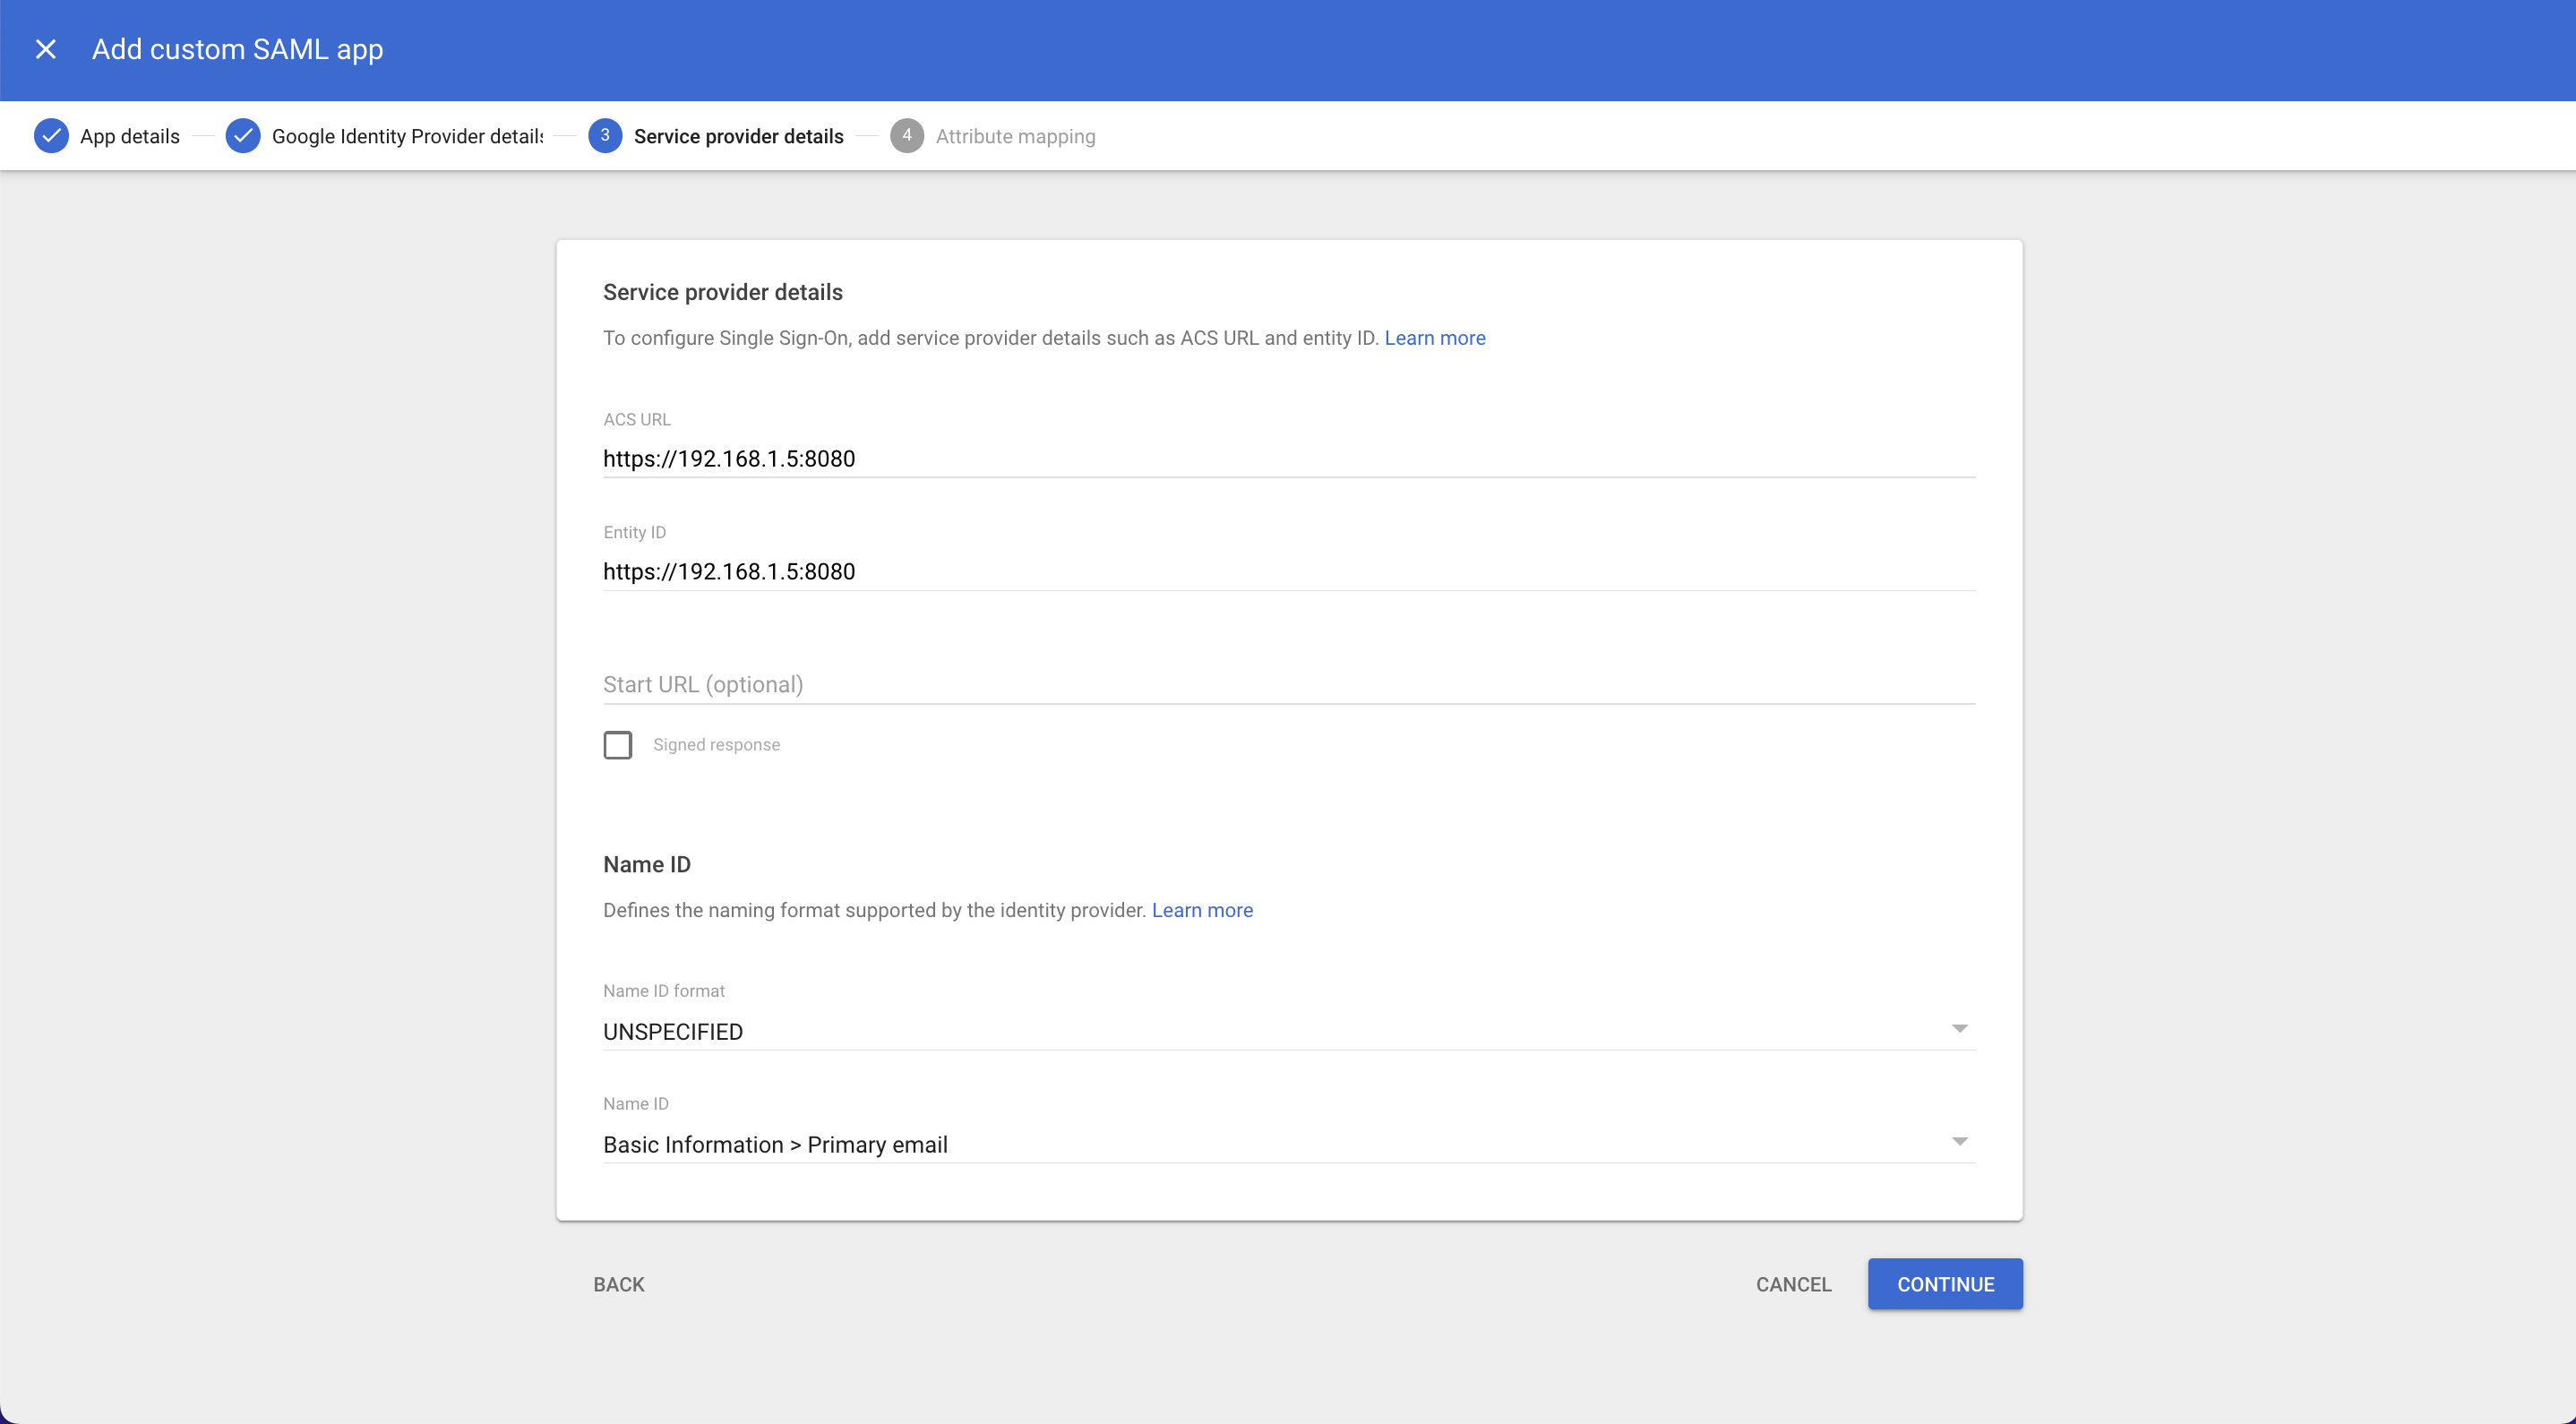 Add custom SAML app
App details
Google Identity Provider details
3 Service provider details
4 Attribute mapping
Service provider details
To configure Single Sign-On, add service provider details such as ACS URL and entity ID. Learn more
ACS URL
https://192.168.1.5:8080
Entity ID
https://192.168.1.5:8080
Start URL (optional)
Signed response
Name ID
Defines the naming format supported by the identity provider. Learn more
Name ID format
UNSPECIFIED
Name ID
Basic Information > Primary email
BACK
CANCEL
CONTINUE